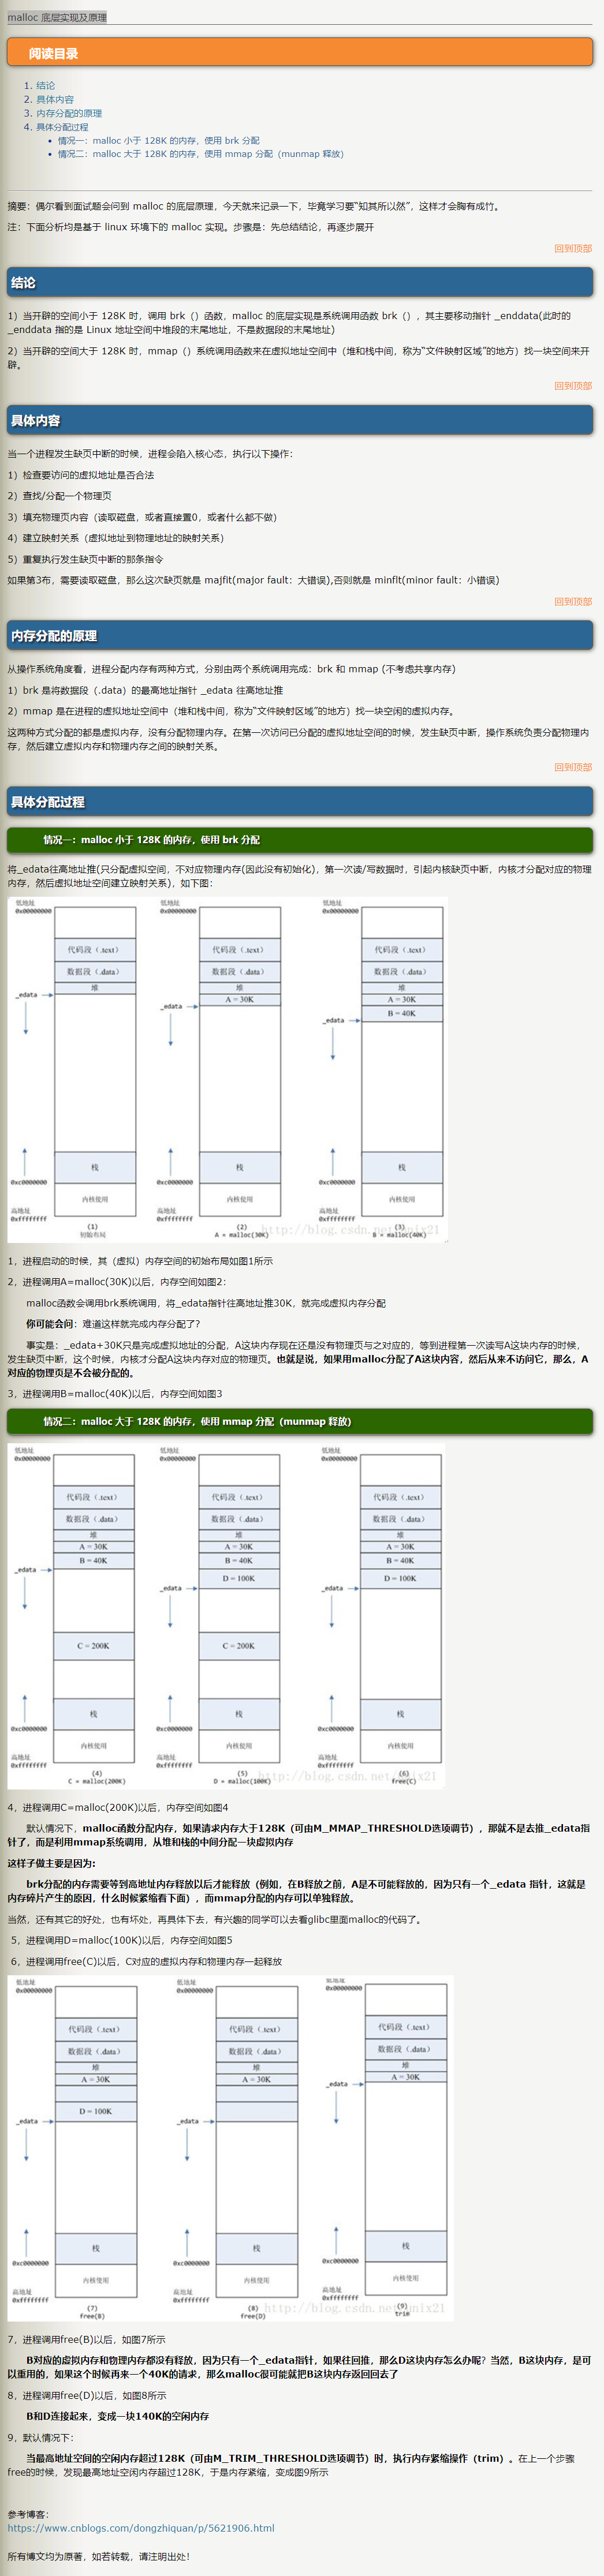 malloc 底层实现及原理
阅读目录
1. 结论
2. 具体内容
3. 内存分配的原理
4. 具体分配过程
• 情况一：malloc 小于 128K 的内存，使用 brk 分配
• 情况二：malloc 大于 128K 的内存，使用 mmap 分配（munmap 释放）
摘要：偶尔看到面试题会问到 malloc 的底层原理，今天就来记录一下，毕竟学习要“知其所以然”，这样才会胸有成竹。
注：下面分析均是基于 linux 环境下的 malloc 实现。步骤是：先总结结论，再逐步展开
回到顶部
结论
1）当开辟的空间小于 128K 时，调用 brk（）函数，malloc 的底层实现是系统调用函数 brk（），其主要移动指针 _enddata(此时的
_enddata 指的是 Linux 地址空间中堆段的末尾地址，不是数据段的末尾地址)
2）当开辟的空间大于 128K 时，mmap（）系统调用函数来在虚拟地址空间中（堆和栈中间，称为“文件映射区域”的地方）找一块空间来开
辟。
回到顶部
具体内容
当一个进程发生缺页中断的时候，进程会陷入核心态，执行以下操作：
1）检查要访问的虚拟地址是否合法
2）查找/分配一个物理页
3）填充物理页内容（读取磁盘，或者直接置0，或者什么都不做）
4）建立映射关系（虚拟地址到物理地址的映射关系）
5）重复执行发生缺页中断的那条指令
如果第3布，需要读取磁盘，那么这次缺页就是 majfit(major fault：大错误),否则就是 minflt(minor fault：小错误)
回到顶部
内存分配的原理
从操作系统角度看，进程分配内存有两种方式，分别由两个系统调用完成：brk 和 mmap (不考虑共享内存)
1）brk 是将数据段（.data）的最高地址指针 _edata 往高地址推
2）mmap 是在进程的虚拟地址空间中（堆和栈中间，称为“文件映射区域”的地方）找一块空闲的虚拟内存。
这两种方式分配的都是虚拟内存，没有分配物理内存。在第一次访问已分配的虚拟地址空间的时候，发生缺页中断，操作系统负责分配物理内
存，然后建立虚拟内存和物理内存之间的映射关系。
回到顶部
具体分配过程
情况一：malloc 小于 128K 的内存，使用 brk 分配
将_edata往高地址推(只分配虚拟空间，不对应物理内存(因此没有初始化)，第一次读/写数据时，引起内核缺页中断，内核才分配对应的物理
内存，然后虚拟地址空间建立映射关系)，如下图：
低地址 低地址 低地址
0x00000000 0x00000000 0x00000000
代码段（.text） 代码段（.text） 代码段（.text）
数据段（.data） 数据段（.data） 数据段（.data）
堆 堆 堆
_edata A = 30K A = 30K
_edata B = 40K
_edata
栈 栈 栈
0xc0000000 0xc0000000 0xc0000000
内核使用 内核使用 内核使用
高地址 高地址 高地址
0xffffffff 0xffffffff 0xffffffff
(1) (2) (3)
初始布局 A = malloc(30K) B = malloc(40K)
http://blog.csdn.net/unix21
1，进程启动的时候，其（虚拟）内存空间的初始布局如图1所示
2，进程调用A=malloc(30K)以后，内存空间如图2：
malloc函数会调用brk系统调用，将_edata指针往高地址推30K，就完成虚拟内存分配
你可能会问：难道这样就完成内存分配了？
事实是：_edata+30K只是完成虚拟地址的分配，A这块内存现在还是没有物理页与之对应的，等到进程第一次读写A这块内存的时候，
发生缺页中断，这个时候，内核才分配A这块内存对应的物理页。也就是说，如果用malloc分配了A这块内容，然后从来不访问它，那么，A
对应的物理页是不会被分配的。
3，进程调用B=malloc(40K)以后，内存空间如图3
情况二：malloc 大于 128K 的内存，使用 mmap 分配（munmap 释放）
低地址 低地址 低地址
0x00000000 0x00000000 0x00000000
代码段（.text） 代码段（.text） 代码段（.text）
数据段（.data） 数据段（.data） 数据段（.data）
堆 堆 堆
A = 30K A = 30K A = 30K
B = 40K B = 40K B = 40K
_edata D = 100K D = 100K
_edata _edata
C = 200K C = 200K
栈 栈 栈
0xc0000000 0xc0000000 0xc0000000
内核使用 内核使用 内核使用
高地址 高地址 高地址
0xffffffff 0xffffffff 0xffffffff
(4) (5) (6)
C = malloc(200K) D = malloc(100K) free(C)
http://blog.csdn.net/unix21
4，进程调用C=malloc(200K)以后，内存空间如图4
默认情况下，malloc函数分配内存，如果请求内存大于128K（可由M_MMAP_THRESHOLD选项调节），那就不是去推_edata指
针了，而是利用mmap系统调用，从堆和栈的中间分配一块虚拟内存
这样子做主要是因为:
brk分配的内存需要等到高地址内存释放以后才能释放（例如，在B释放之前，A是不可能释放的，因为只有一个_edata 指针，这就是
内存碎片产生的原因，什么时候紧缩看下面），而mmap分配的内存可以单独释放。
当然，还有其它的好处，也有坏处，再具体下去，有兴趣的同学可以去看glibc里面malloc的代码了。
5，进程调用D=malloc(100K)以后，内存空间如图5
6，进程调用free(C)以后，C对应的虚拟内存和物理内存一起释放
低地址 低地址 低地址
0x00000000 0x00000000 0x00000000
代码段（.text） 代码段（.text） 代码段（.text）
数据段（.data） 数据段（.data） 数据段（.data）
堆 堆 堆
A = 30K A = 30K A = 30K
_edata
D = 100K
_edata _edata
栈 栈 栈
0xc0000000 0xc0000000 0xc0000000
内核使用 内核使用 内核使用
高地址 高地址 高地址
0xffffffff 0xffffffff 0xffffffff
(7) (8) (9)
free(B) free(D) trim
http://blog.csdn.net/unix21
7，进程调用free(B)以后，如图7所示
B对应的虚拟内存和物理内存都没有释放，因为只有一个_edata指针，如果往回推，那么D这块内存怎么办呢？当然，B这块内存，是可
以重用的，如果这个时候再来一个40K的请求，那么malloc很可能就把B这块内存返回回去了
8，进程调用free(D)以后，如图8所示
B和D连接起来，变成一块140K的空闲内存
9，默认情况下：
当最高地址空间的空闲内存超过128K（可由M_TRIM_THRESHOLD选项调节）时，执行内存紧缩操作（trim）。在上一个步骤
free的时候，发现最高地址空闲内存超过128K，于是内存紧缩，变成图9所示
参考博客：
https://www.cnblogs.com/dongzhiquan/p/5621906.html
所有博文均为原著，如若转载，请注明出处！